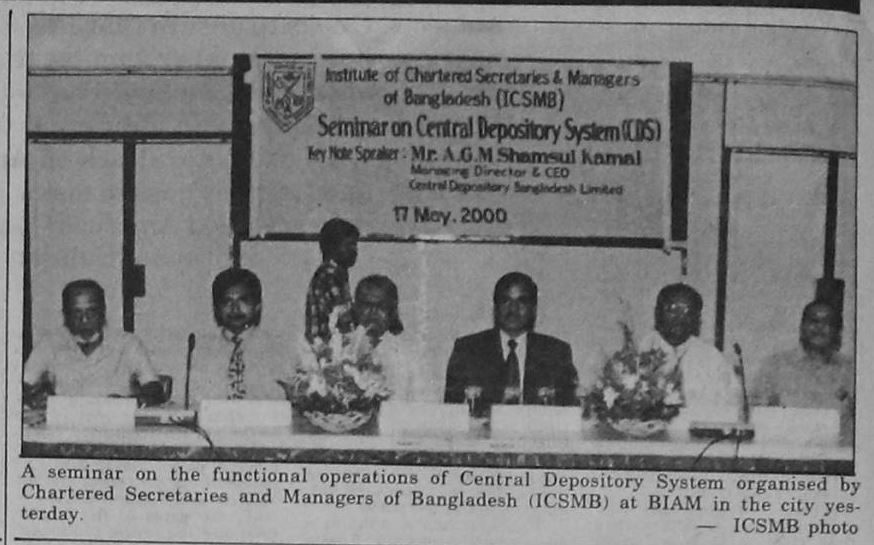 Institute of Chartered Secretaries & Managers
of Bangladesh (ICSMB)
Seminar on Central Depository System (CDS)
Key Note Speaker : Mr. A.G.M Shamsul Kamal
Managing Director & CEO
Central Depository Bangladesh Limited
17 May. 2000
A seminar on the functional operations of Central Depository System organised by
Chartered Secretaries and Managers of Bangladesh (ICSMB) at BIAM in the city yes-
terday.
— ICSMB photo